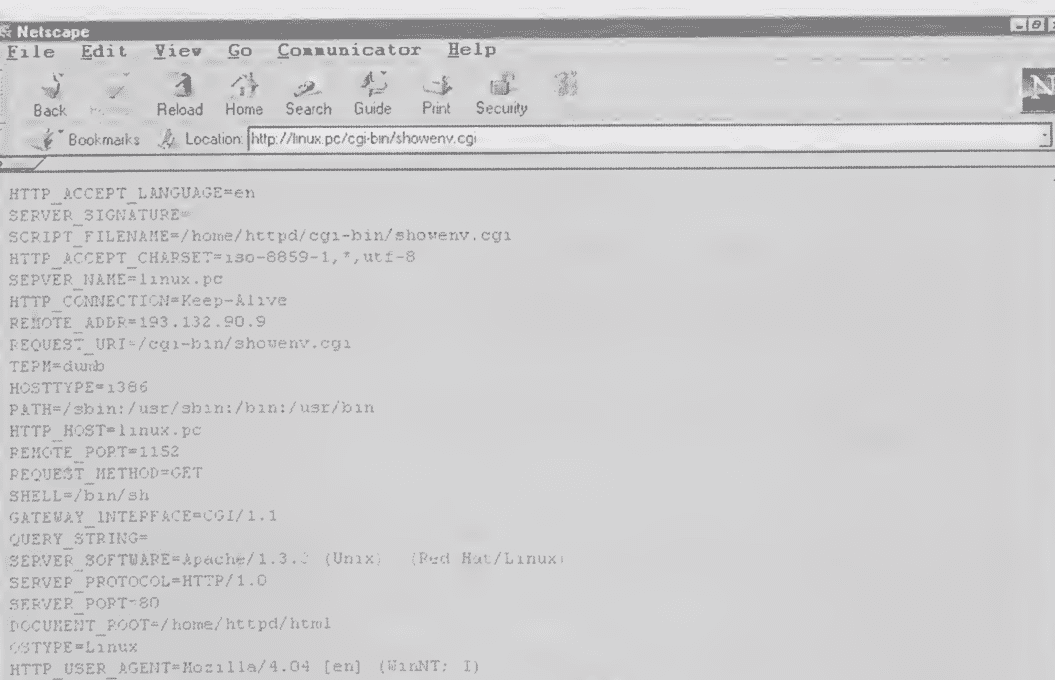 Netscape
File Edit View Go Communicator Help
Back Reload Home Search Guide Print Security
N
Bookmarks Location: http://linux.pc/cgi-bin/showenv.cgi
HTTP_ACCEPT_LANGUAGE=en
SERVER_SIGNATURE=
SCRIPT_FILENAME=/home/httpd/cgi-bin/showenv.cgi
HTTP_ACCEPT_CHARSET=iso-8859-1,*,utf-8
SERVER_NAME=linux.pc
HTTP_CONNECTION=Keep-Alive
REMOTE_ADDR=193.132.90.9
REQUEST_URI=/cgi-bin/showenv.cgi
TERM=dumb
HOSTTYPE=i386
PATH=/sbin:/usr/sbin:/bin:/usr/bin
HTTP_HOST=linux.pc
REMOTE_PORT=1152
REQUEST_METHOD=GET
SHELL=/bin/sh
GATEWAY_INTERFACE=CGI/1.1
QUERY_STRING=
(Unix) (Red Hat/Linux)
SERVER_PROTOCOL=HTTP/1.0
SERVER_PORT=80
DOCUMENT_ROOT=/home/httpd/html
OSTYPE=Linux
HTTP_USER_AGENT=Mozilla/4.04 [en] (WinNT; I)